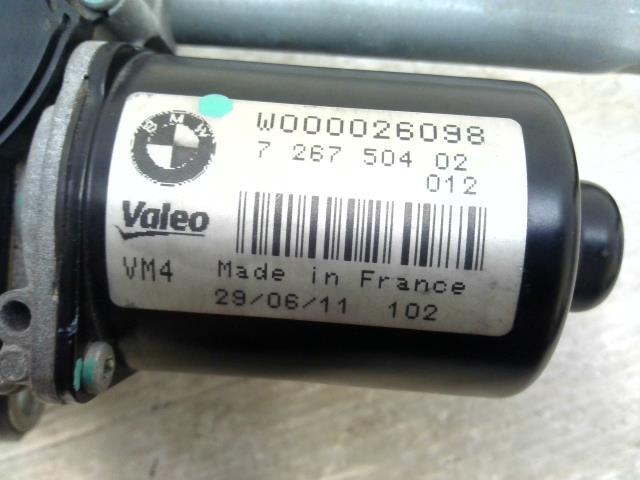 W000026098
BMW
7 267 504 02
012
Valeo
VM4 Made in France
29/06/11 102